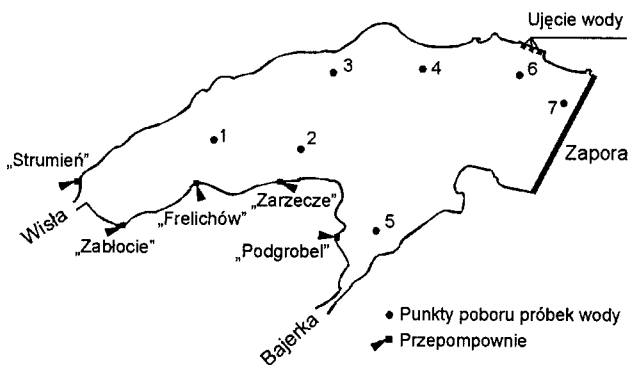 Ujęcie wody
3
4
6
7
1
2
„Strumień”
Zapora
Wisła
„Zabłocie”
„Frelichów”
„Zarzecze”
5
„Podgrobel”
Bajerka
Punkty poboru próbek wody
Przepompownie